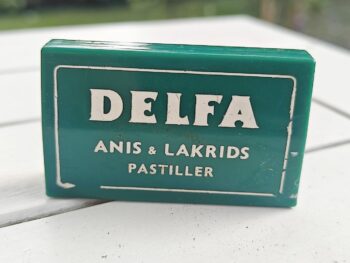 DELFA
ANIS & LAKRIDS
PASTILLER